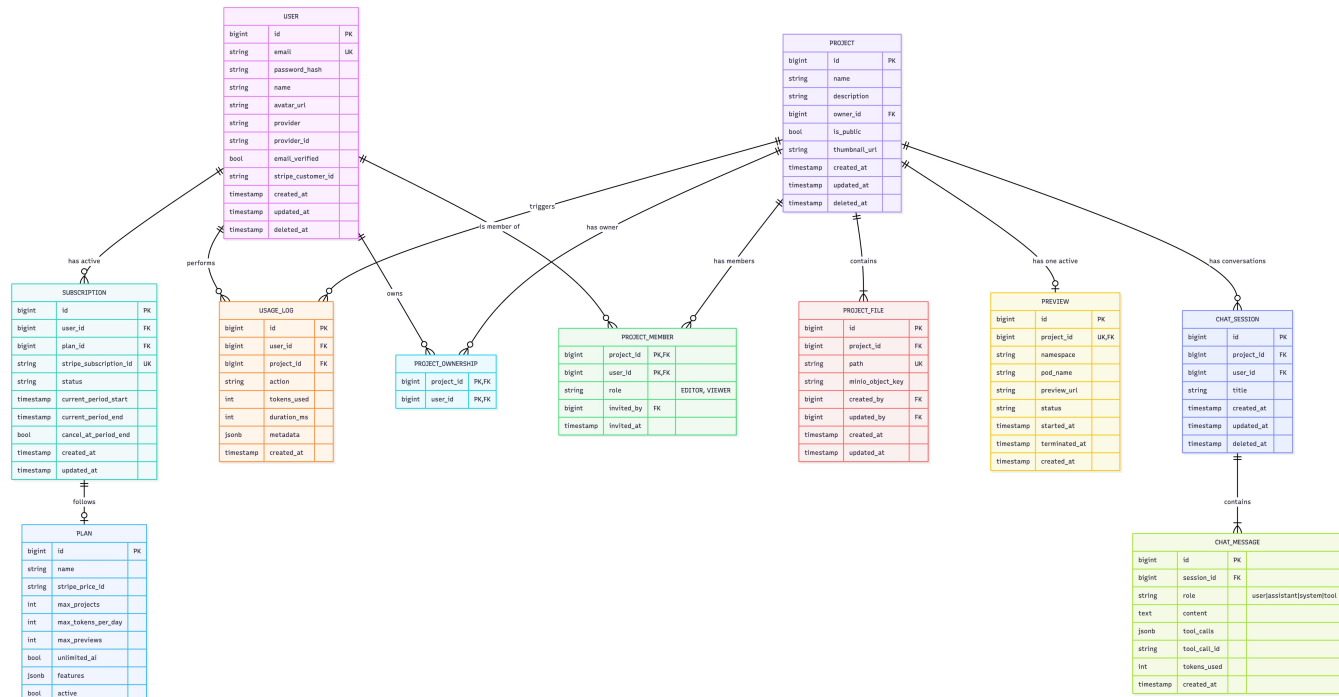 USER
bigint id PK
string email UK
string password_hash
string name
string avatar_url
string provider
string provider_id
bool email_verified
string stripe_customer_id
timestamp created_at
timestamp updated_at
timestamp deleted_at
PROJECT
bigint id PK
string name
string description
bigint owner_id FK
bool is_public
string thumbnail_url
timestamp created_at
timestamp updated_at
timestamp deleted_at
has active
performs
owns
triggers
is member of
has owner
has members
contains
has one active
has conversations
SUBSCRIPTION
bigint id PK
bigint user_id FK
bigint plan_id FK
string stripe_subscription_id UK
string status
timestamp current_period_start
timestamp current_period_end
bool cancel_at_period_end
timestamp created_at
timestamp updated_at
USAGE_LOG
bigint id PK
bigint user_id FK
bigint project_id FK
string action
int tokens_used
int duration_ms
jsonb metadata
timestamp created_at
PROJECT_OWNERSHIP
bigint project_id PK,FK
bigint user_id PK,FK
PROJECT_MEMBER
bigint project_id PK,FK
bigint user_id PK,FK
string role EDITOR, VIEWER
bigint invited_by FK
timestamp invited_at
PROJECT_FILE
bigint id PK
bigint project_id FK
string path UK
string minio_object_key
bigint created_by FK
bigint updated_by FK
timestamp created_at
timestamp updated_at
PREVIEW
bigint id PK
bigint project_id UK,FK
string namespace
string pod_name
string preview_url
string status
timestamp started_at
timestamp terminated_at
timestamp created_at
CHAT_SESSION
bigint id PK
bigint project_id FK
bigint user_id FK
string title
timestamp created_at
timestamp updated_at
timestamp deleted_at
follows
contains
PLAN
bigint id PK
string name
string stripe_price_id
int max_projects
int max_tokens_per_day
int max_previews
bool unlimited_ai
jsonb features
bool active
CHAT_MESSAGE
bigint id PK
bigint session_id FK
string role user|assistant|system|tool
text content
jsonb tool_calls
string tool_call_id
int tokens_used
timestamp created_at